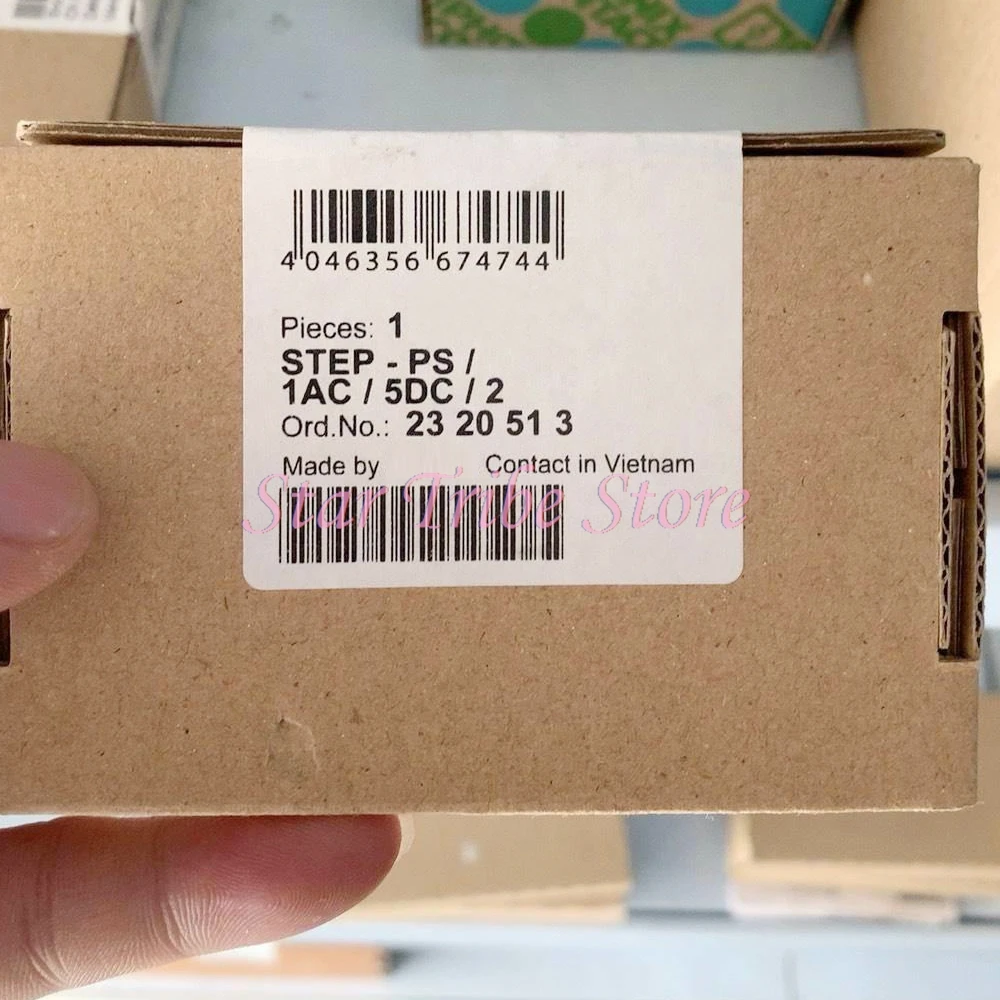 4 046356 674744
Pieces: 1
STEP - PS /
1AC / 5DC / 2
Ord.No.: 23 20 51 3
Made by Contact in Vietnam
Star Tribe Store